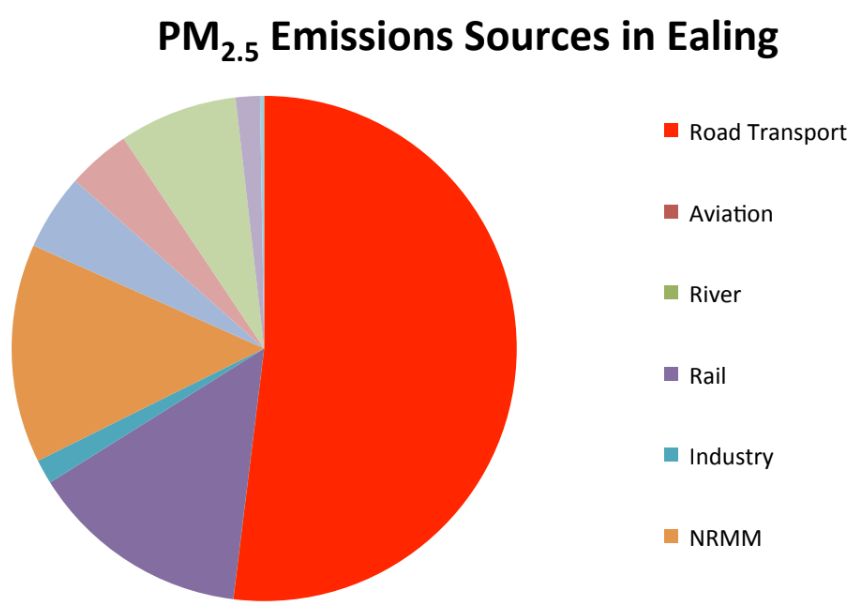 PM2.5 Emissions Sources in Ealing
Road Transport
Aviation
River
Rail
Industry
NRMM